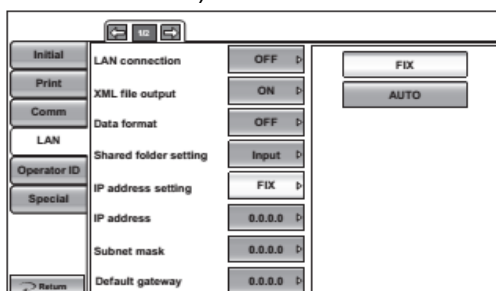 1/2
Initial
Print
Comm
LAN
Operator ID
Special
Return
LAN connection OFF
XML file output ON
Data format OFF
Shared folder setting Input
IP address setting FIX
IP address 0.0.0.0
Subnet mask 0.0.0.0
Default gateway 0.0.0.0
FIX
AUTO